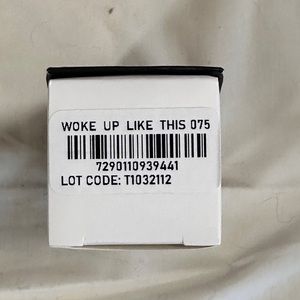 WOKE UP LIKE THIS 075
7290110939441
LOT CODE: T1032112